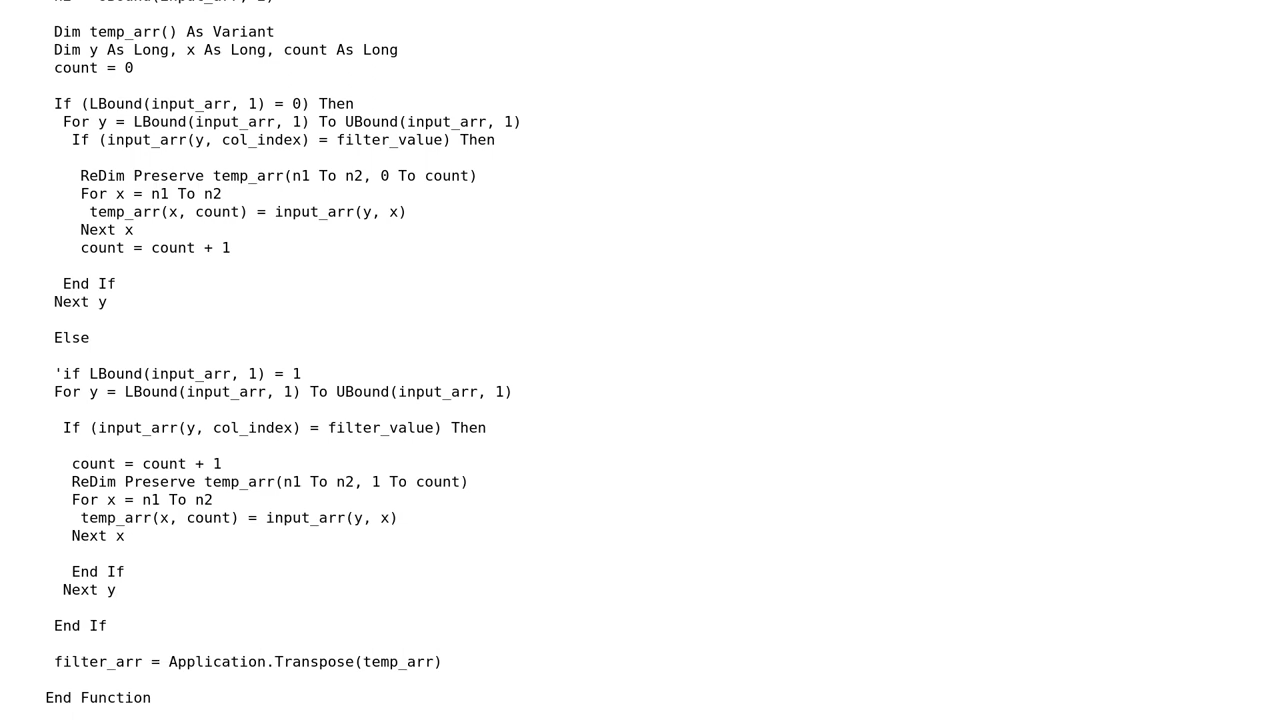 Dim temp_arr() As Variant
Dim y As Long, x As Long, count As Long
count = 0
If (LBound(input_arr, 1) = 0) Then
For y = LBound(input_arr, 1) To UBound(input_arr, 1)
If (input_arr(y, col_index) = filter_value) Then
ReDim Preserve temp_arr(n1 To n2, 0 To count)
For x = n1 To n2
temp_arr(x, count) = input_arr(y, x)
Next x
count = count + 1
End If
Next y
Else
'if LBound(input_arr, 1) = 1
For y = LBound(input_arr, 1) To UBound(input_arr, 1)
If (input_arr(y, col_index) = filter_value) Then
count = count + 1
ReDim Preserve temp_arr(n1 To n2, 1 To count)
For x = n1 To n2
temp_arr(x, count) = input_arr(y, x)
Next x
End If
Next y
End If
filter_arr = Application.Transpose(temp_arr)
End Function